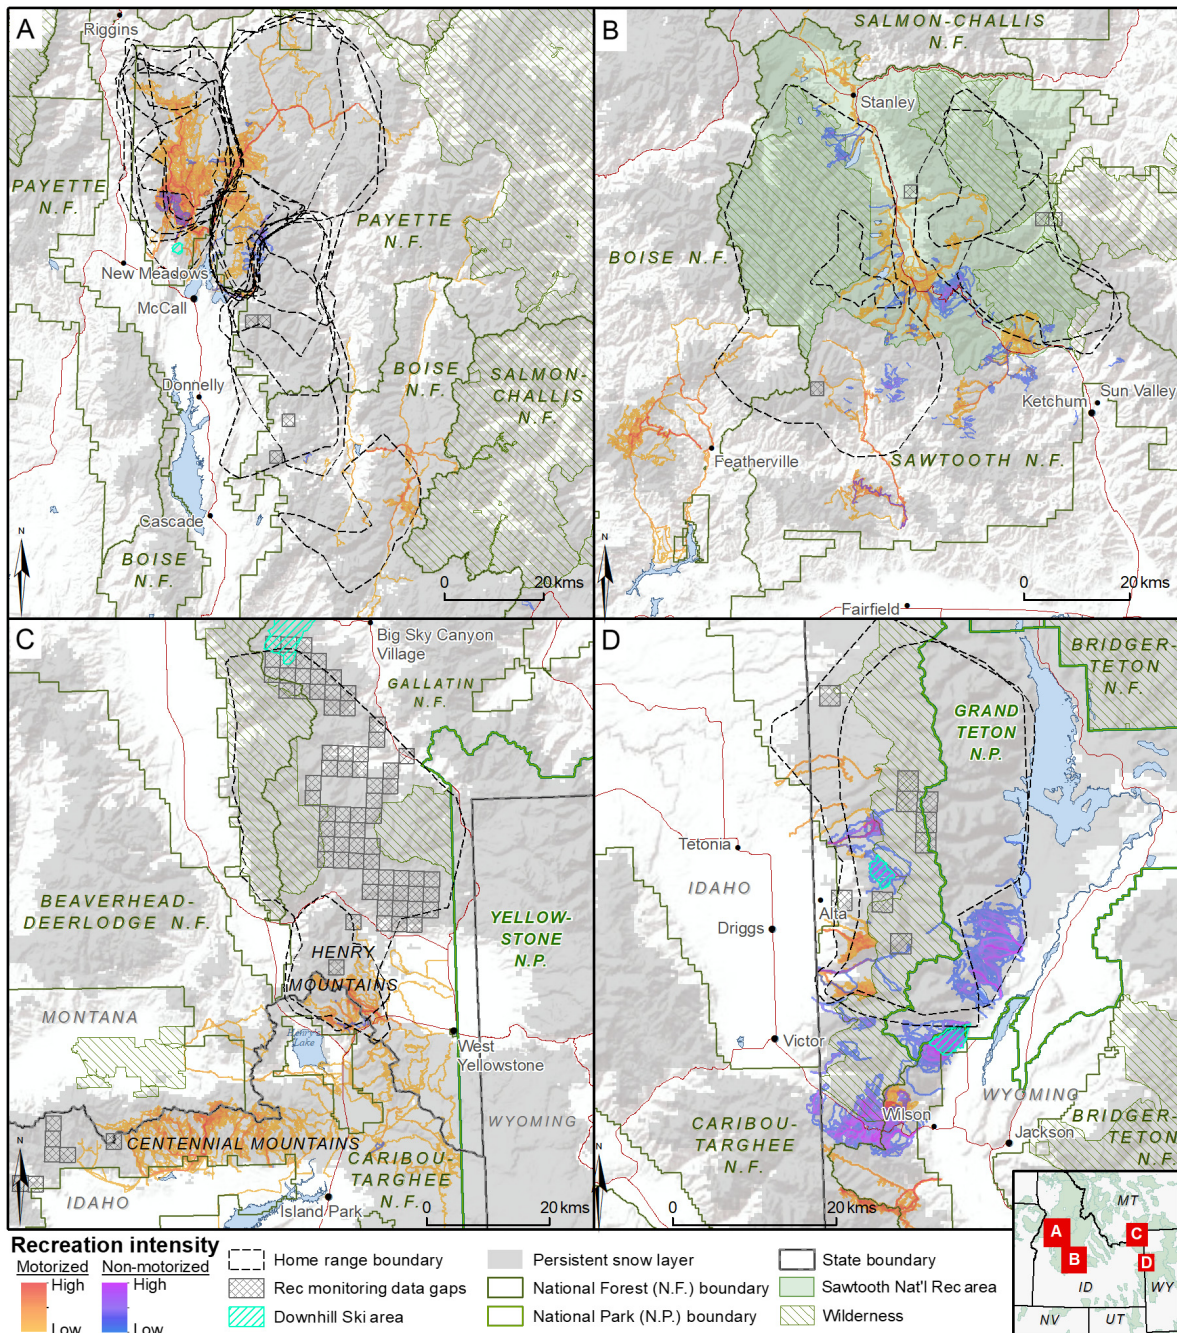 A
Riggins
PAYETTE
N.F.
PAYETTE
N.F.
New Meadows
McCall
Donnelly
BOISE
N.F.
SALMON-
CHALLIS
N.F.
Cascade
BOISE
N.F.
N
0 20 kms
B
SALMON-CHALLIS
N.F.
Stanley
BOISE N.F.
Sun Valley
Ketchum
Featherville
SAWTOOTH N.F.
N
0 20 kms
Fairfield
C
Big Sky Canyon
Village
GALLATIN
N.F.
BEAVERHEAD-
DEERLODGE N.F.
HENRY
MOUNTAINS
YELLOW-
STONE
N.P.
MONTANA
Henry's
Lake
West
Yellowstone
WYOMING
CENTENNIAL MOUNTAINS
CARIBOU-
TARGHEE
N.F.
N
IDAHO
Island Park
0 20 kms
D
BRIDGER-
TETON
N.F.
GRAND
TETON
N.P.
Tetonia
IDAHO
Alta
Driggs
Victor
WYOMING
Wilson
Jackson
CARIBOU-
TARGHEE
N.F.
BRIDGER-
TETON
N.F.
N
0 20 kms
MT
A
B
C
D
ID
WY
NV
UT
Recreation intensity
Motorized Non-motorized
High High
Low Low
Home range boundary
Rec monitoring data gaps
Downhill Ski area
Persistent snow layer
National Forest (N.F.) boundary
National Park (N.P.) boundary
State boundary
Sawtooth Nat'l Rec area
Wilderness